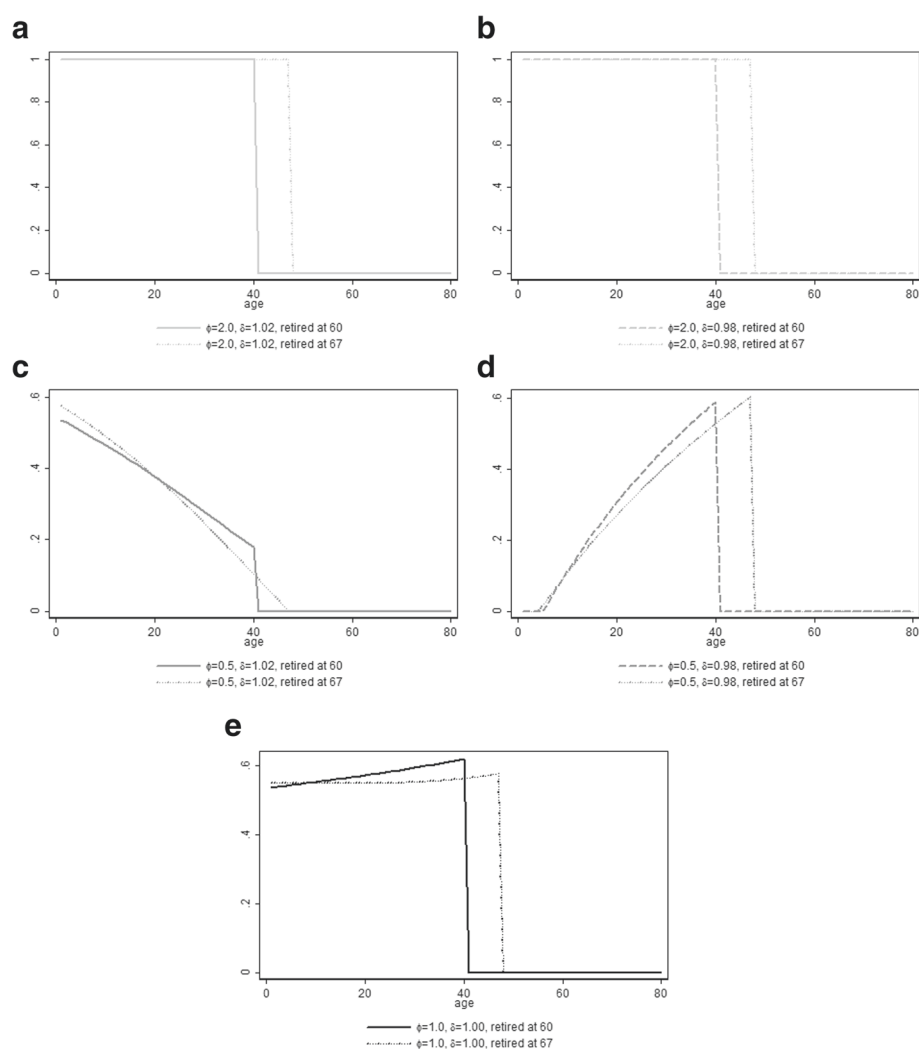 a
1
.8
.6
.4
.2
0
0 20 40 60 80
age
ϕ=2.0, δ=1.02, retired at 60
ϕ=2.0, δ=1.02, retired at 67
b
1
.8
.6
.4
.2
0
0 20 40 60 80
age
ϕ=2.0, δ=0.98, retired at 60
ϕ=2.0, δ=0.98, retired at 67
c
.6
.4
.2
0
0 20 40 60 80
age
ϕ=0.5, δ=1.02, retired at 60
ϕ=0.5, δ=1.02, retired at 67
d
.6
.4
.2
0
0 20 40 60 80
age
ϕ=0.5, δ=0.98, retired at 60
ϕ=0.5, δ=0.98, retired at 67
e
.6
.4
.2
0
0 20 40 60 80
age
ϕ=1.0, δ=1.00, retired at 60
ϕ=1.0, δ=1.00, retired at 67